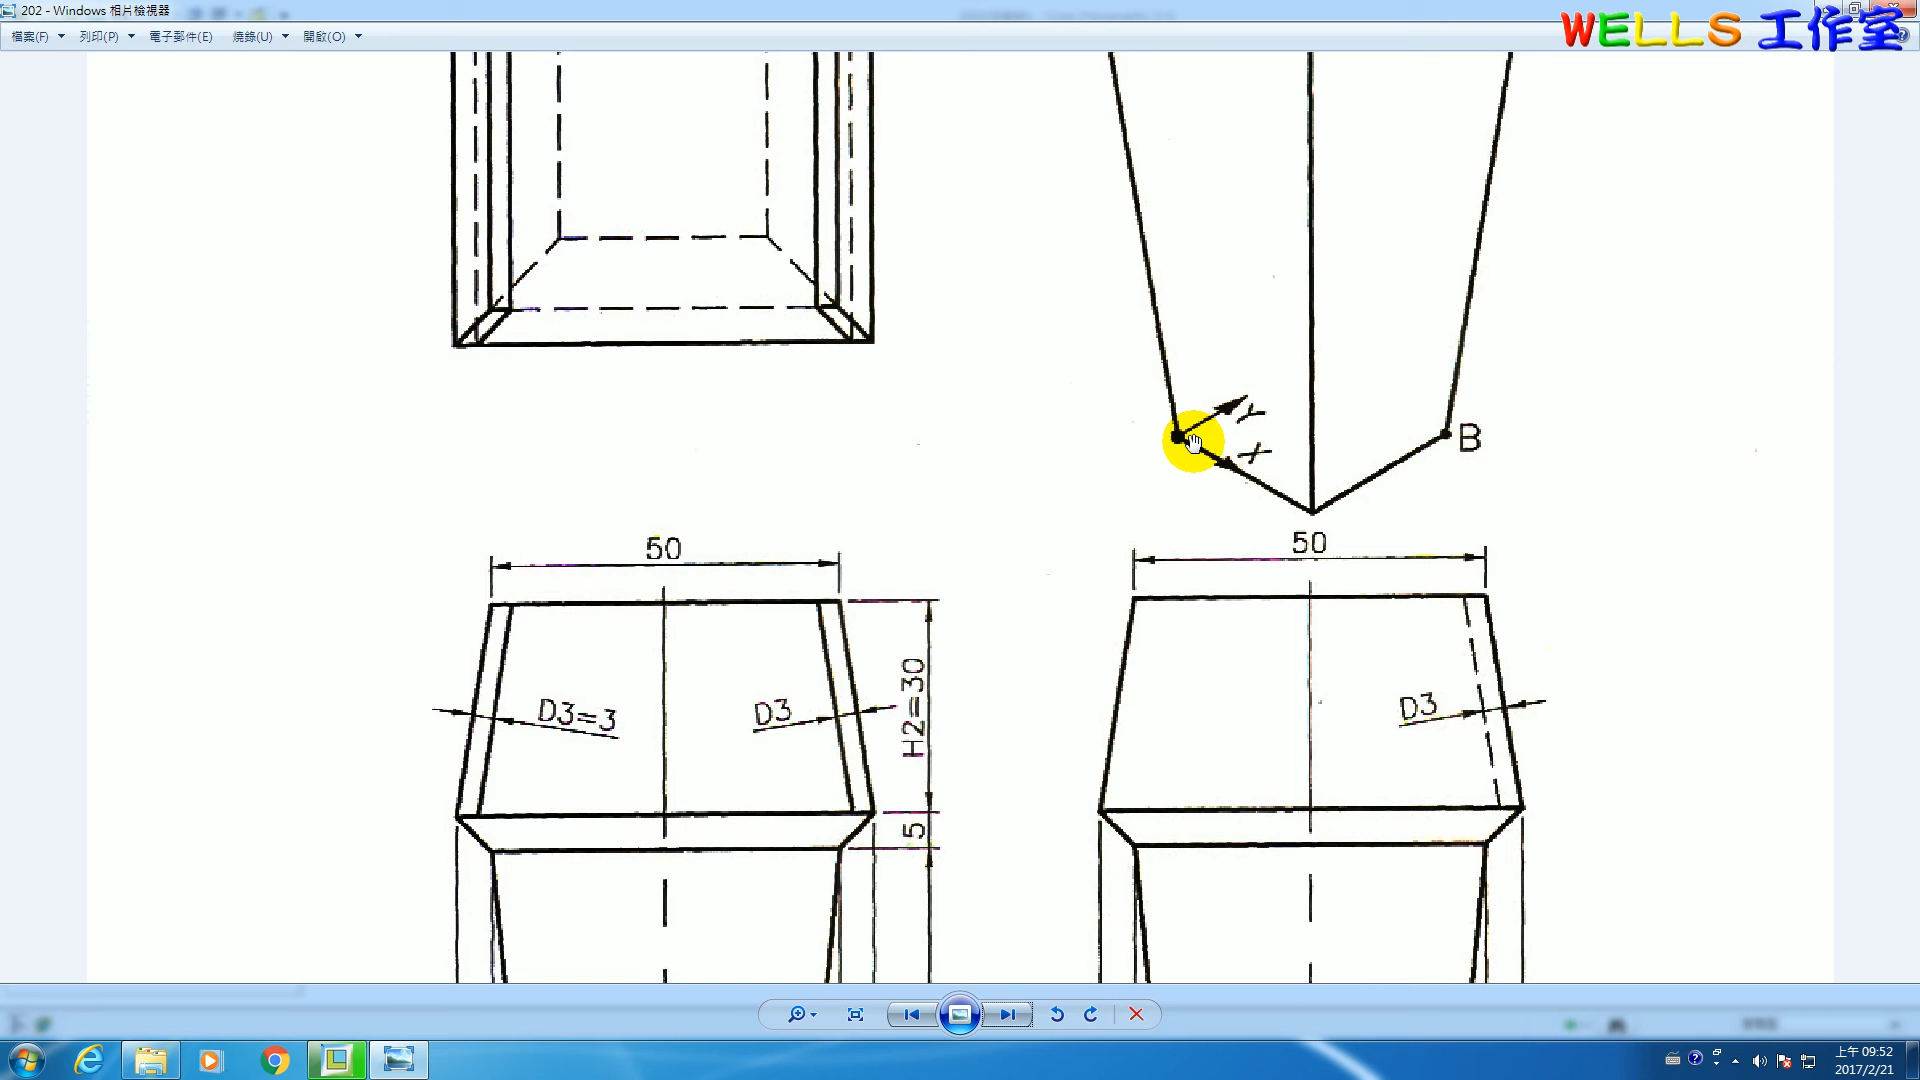 202 - Windows 相片檢視器
WELLS 工作室
檔案(F) 列印(P) 電子郵件(E) 燒錄(U) 開啟(O)
Y
X
B
50
50
D3=3
D3
H2=30
D3
5
上午 09:52
2017/2/21